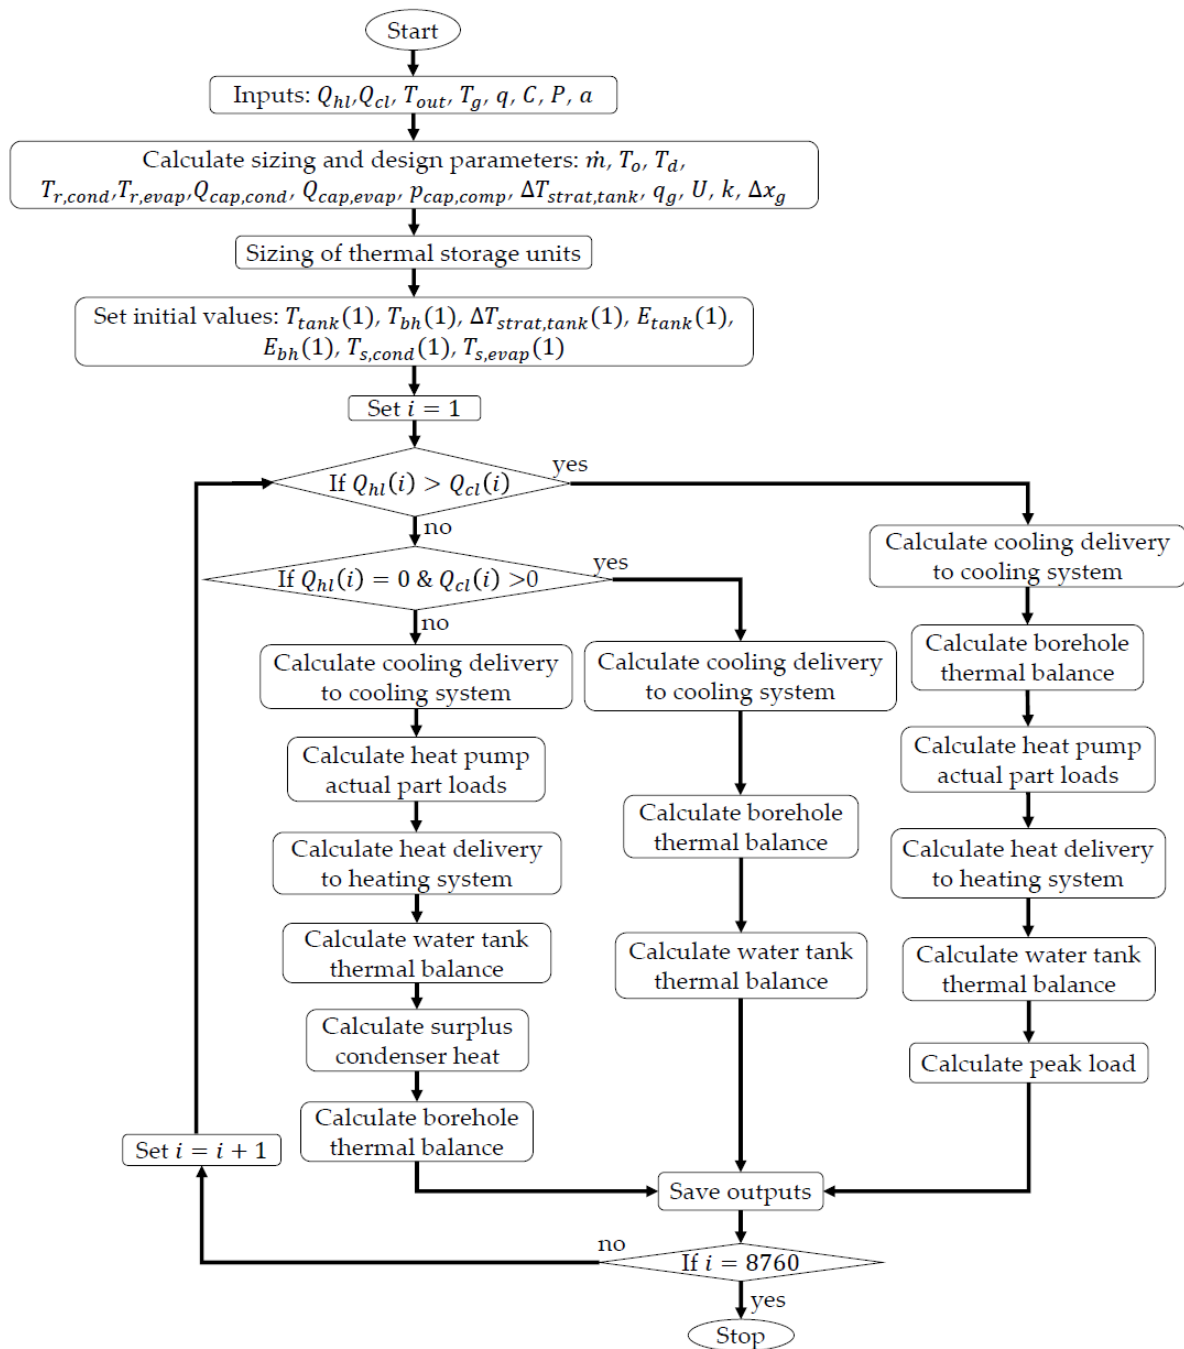 Start
Inputs: Q_hl, Q_cl, T_out, T_g, q, C, P, a
Calculate sizing and design parameters: ṁ, T_o, T_d,
T_r,cond, T_r,evap, Q_cap,cond, Q_cap,evap, p_cap,comp, ΔT_strat,tank, q_g, U, k, Δx_g
Sizing of thermal storage units
Set initial values: T_tank(1), T_bh(1), ΔT_strat,tank(1), E_tank(1),
E_bh(1), T_s,cond(1), T_s,evap(1)
Set i = 1
If Q_hl(i) > Q_cl(i)
yes
no
If Q_hl(i) = 0 & Q_cl(i) >0
yes
no
Calculate cooling delivery
to cooling system
Calculate heat pump
actual part loads
Calculate heat delivery
to heating system
Calculate water tank
thermal balance
Calculate surplus
condenser heat
Calculate borehole
thermal balance
Calculate cooling delivery
to cooling system
Calculate borehole
thermal balance
Calculate water tank
thermal balance
Calculate cooling delivery
to cooling system
Calculate borehole
thermal balance
Calculate heat pump
actual part loads
Calculate heat delivery
to heating system
Calculate water tank
thermal balance
Calculate peak load
Set i = i + 1
Save outputs
no
If i = 8760
yes
Stop